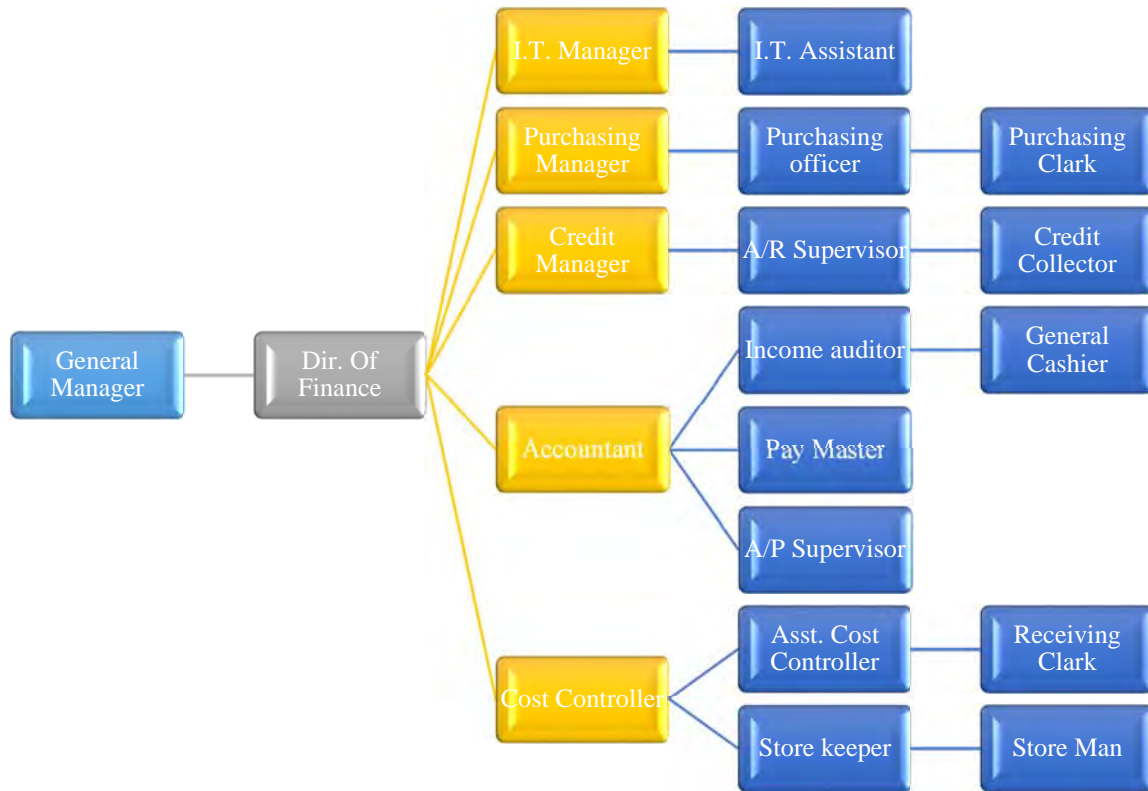 I.T. Manager
I.T. Assistant
Purchasing
Manager
Purchasing
officer
Purchasing
Clark
Credit
Manager
A/R Supervisor
Credit
Collector
General
Manager
Dir. Of
Finance
Accountant
Income auditor
General
Cashier
Pay Master
A/P Supervisor
Cost Controller
Asst. Cost
Controller
Receiving
Clark
Store keeper
Store Man